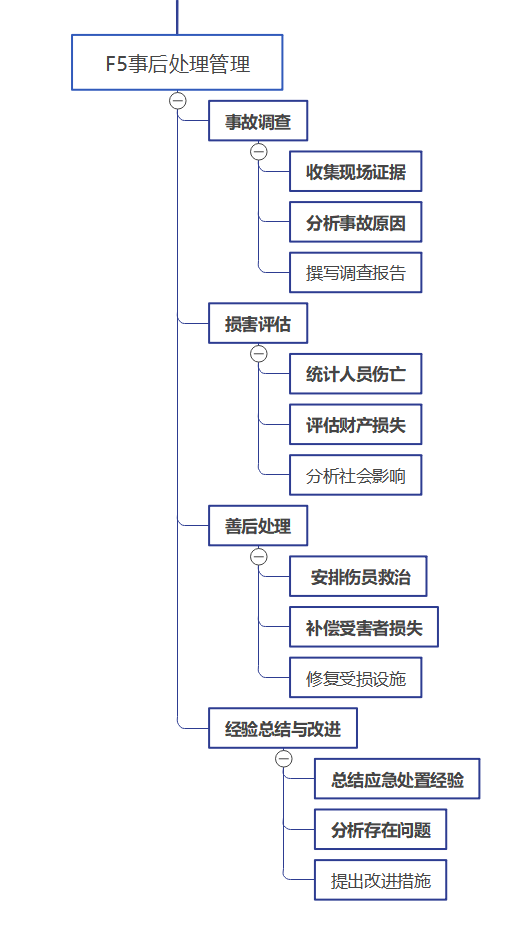 F5事后处理管理
事故调查
收集现场证据
分析事故原因
撰写调查报告
损害评估
统计人员伤亡
评估财产损失
分析社会影响
善后处理
安排伤员救治
补偿受害者损失
修复受损设施
经验总结与改进
总结应急处置经验
分析存在问题
提出改进措施